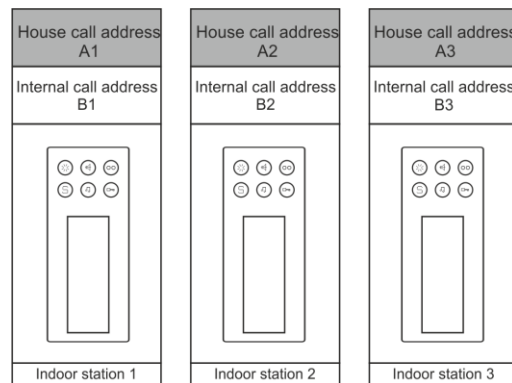 House call address
A1
Internal call address
B1
Indoor station 1
House call address
A2
Internal call address
B2
Indoor station 2
House call address
A3
Internal call address
B3
Indoor station 3